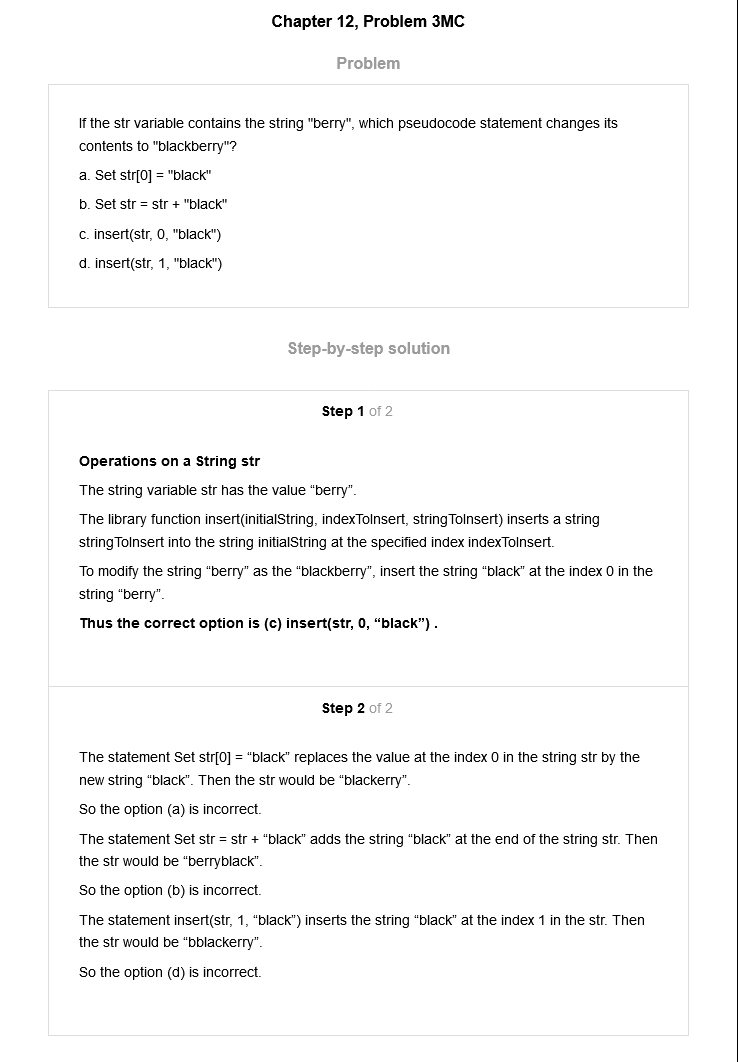 Chapter 12, Problem 3MC
Problem
If the str variable contains the string "berry", which pseudocode statement changes its
contents to "blackberry"?
a. Set str[0] = "black"
b. Set str = str + "black"
c. insert(str, 0, "black")
d. insert(str, 1, "black")
Step-by-step solution
Step 1 of 2
Operations on a String str
The string variable str has the value “berry”.
The library function insert(initialString, indexToInsert, stringToInsert) inserts a string
stringToInsert into the string initialString at the specified index indexToInsert.
To modify the string “berry” as the “blackberry”, insert the string “black” at the index 0 in the
string “berry”.
Thus the correct option is (c) insert(str, 0, “black”) .
Step 2 of 2
The statement Set str[0] = “black” replaces the value at the index 0 in the string str by the
new string “black”. Then the str would be “blackerry”.
So the option (a) is incorrect.
The statement Set str = str + “black” adds the string “black” at the end of the string str. Then
the str would be “berryblack”.
So the option (b) is incorrect.
The statement insert(str, 1, “black”) inserts the string “black” at the index 1 in the str. Then
the str would be “bblackerry”.
So the option (d) is incorrect.